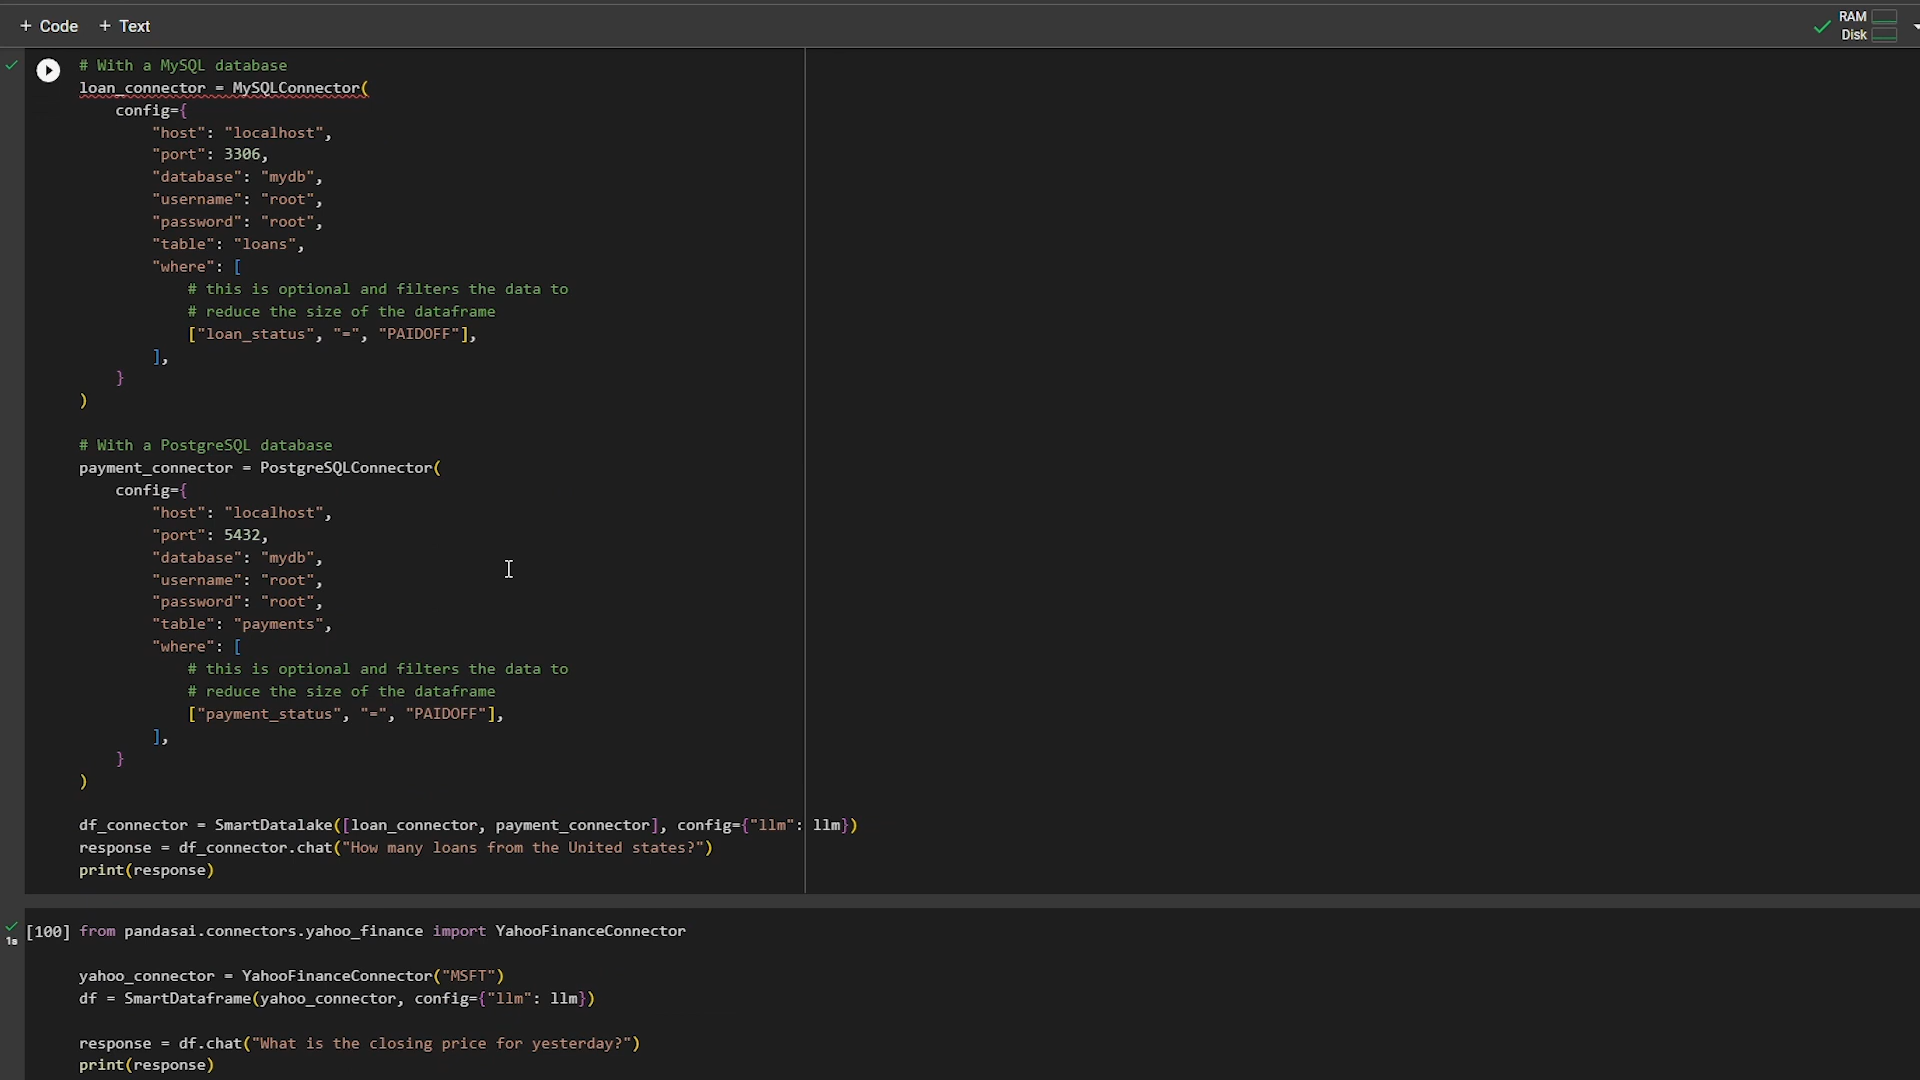 + Code + Text
RAM
Disk
# With a MySQL database
loan_connector = MySQLConnector(
    config={
        "host": "localhost",
        "port": 3306,
        "database": "mydb",
        "username": "root",
        "password": "root",
        "table": "loans",
        "where": [
            # this is optional and filters the data to
            # reduce the size of the dataframe
            ["loan_status", "=", "PAIDOFF"],
        ],
    }
)
# With a PostgreSQL database
payment_connector = PostgreSQLConnector(
    config={
        "host": "localhost",
        "port": 5432,
        "database": "mydb",
        "username": "root",
        "password": "root",
        "table": "payments",
        "where": [
            # this is optional and filters the data to
            # reduce the size of the dataframe
            ["payment_status", "=", "PAIDOFF"],
        ],
    }
)
df_connector = SmartDatalake([loan_connector, payment_connector], config={"llm": llm})
response = df_connector.chat("How many loans from the United states?")
print(response)
1s [100] from pandasai.connectors.yahoo_finance import YahooFinanceConnector
yahoo_connector = YahooFinanceConnector("MSFT")
df = SmartDataframe(yahoo_connector, config={"llm": llm})
response = df.chat("What is the closing price for yesterday?")
print(response)